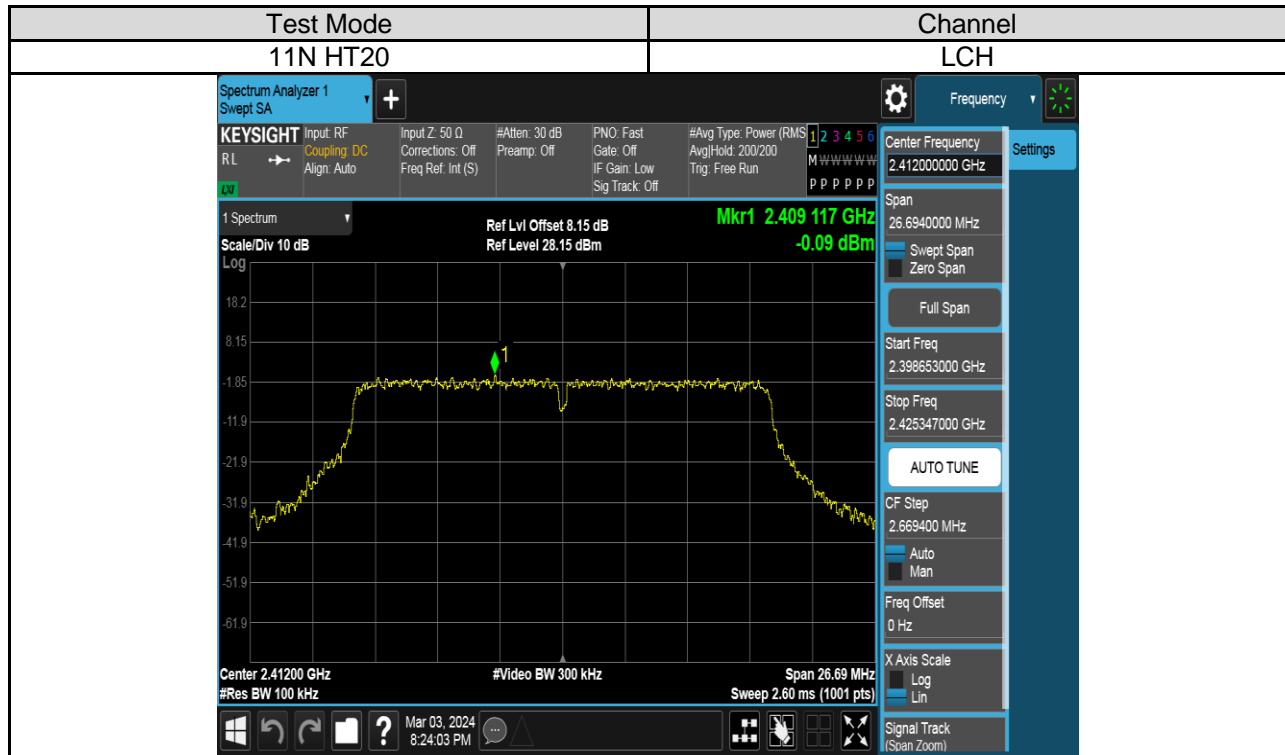 Test Mode Channel
11N HT20 LCH
Spectrum Analyzer 1
Swept SA
+
Frequency
KEYSIGHT
RL
LXI
Input: RF
Coupling: DC
Align: Auto
Input Z: 50 Ω
Corrections: Off
Freq Ref: Int (S)
#Atten: 30 dB
Preamp: Off
PNO: Fast
Gate: Off
IF Gain: Low
Sig Track: Off
#Avg Type: Power (RMS
Avg|Hold: 200/200
Trig: Free Run
1 2 3 4 5 6
M W W W W W
P P P P P P
1 Spectrum
Scale/Div 10 dB
Log
Ref Lvl Offset 8.15 dB
Ref Level 28.15 dBm
Mkr1 2.409 117 GHz
-0.09 dBm
18.2
8.15
-1.85
-11.9
-21.9
-31.9
-41.9
-51.9
-61.9
1
Center 2.41200 GHz
#Res BW 100 kHz
#Video BW 300 kHz
Span 26.69 MHz
Sweep 2.60 ms (1001 pts)
Center Frequency
2.412000000 GHz
Settings
Span
26.6940000 MHz
Swept Span
Zero Span
Full Span
Start Freq
2.398653000 GHz
Stop Freq
2.425347000 GHz
AUTO TUNE
CF Step
2.669400 MHz
Auto
Man
Freq Offset
0 Hz
X Axis Scale
Log
Lin
Signal Track
(Span Zoom)
?
Mar 03, 2024
8:24:03 PM